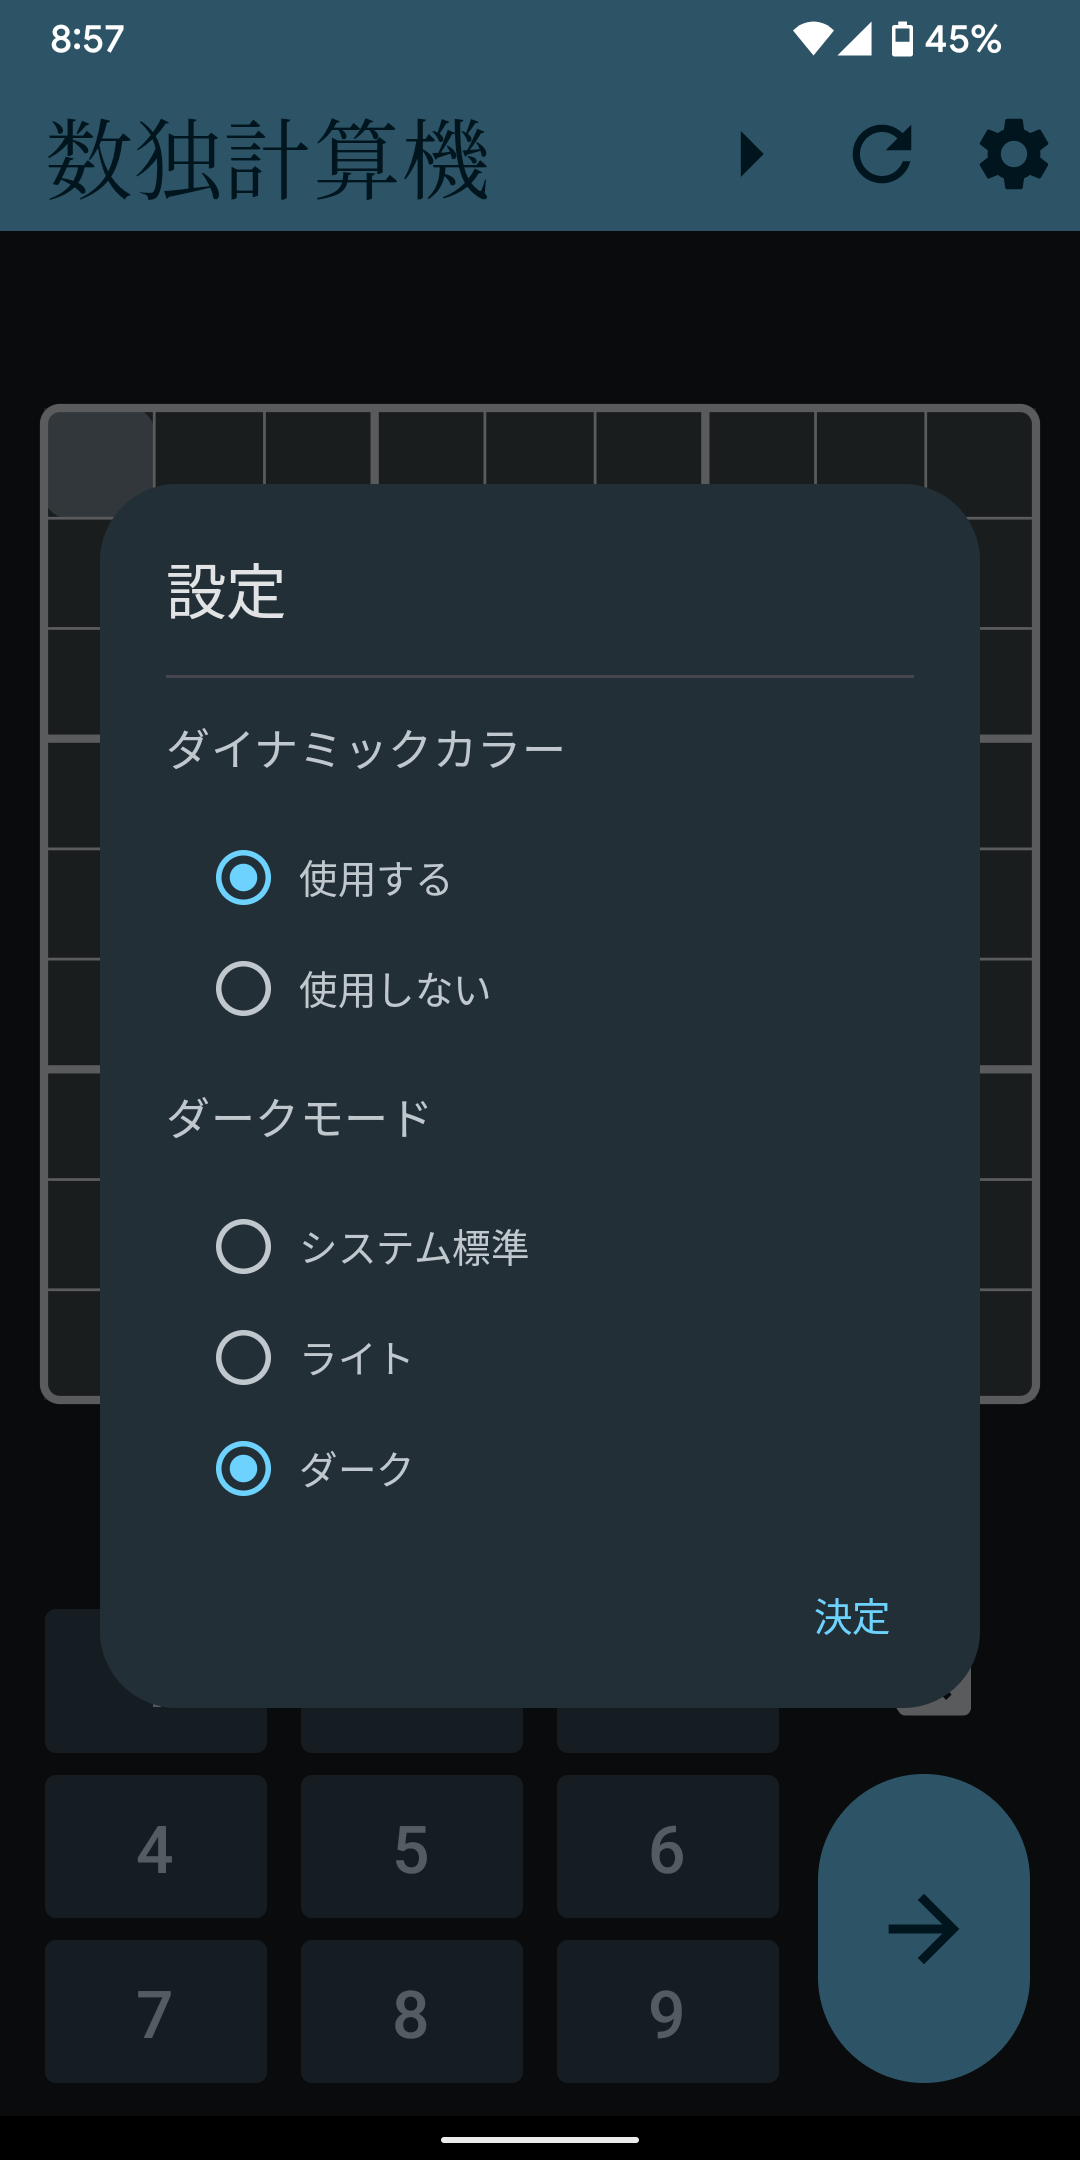 8:57
45%
数独計算機
設定
ダイナミックカラー
使用する
使用しない
ダークモード
システム標準
ライト
ダーク
決定
4 5 6
7 8 9